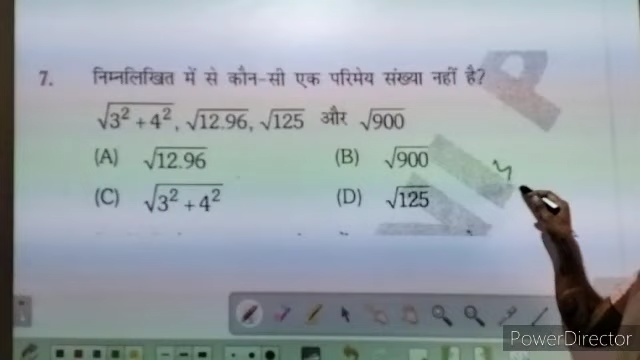 7. निम्नलिखित में से कौन-सी एक परिमेय संख्या नहीं है?
√3² + 4², √12.96, √125 और √900
(A) √12.96 (B) √900
(C) √3² + 4² (D) √125
PowerDirector